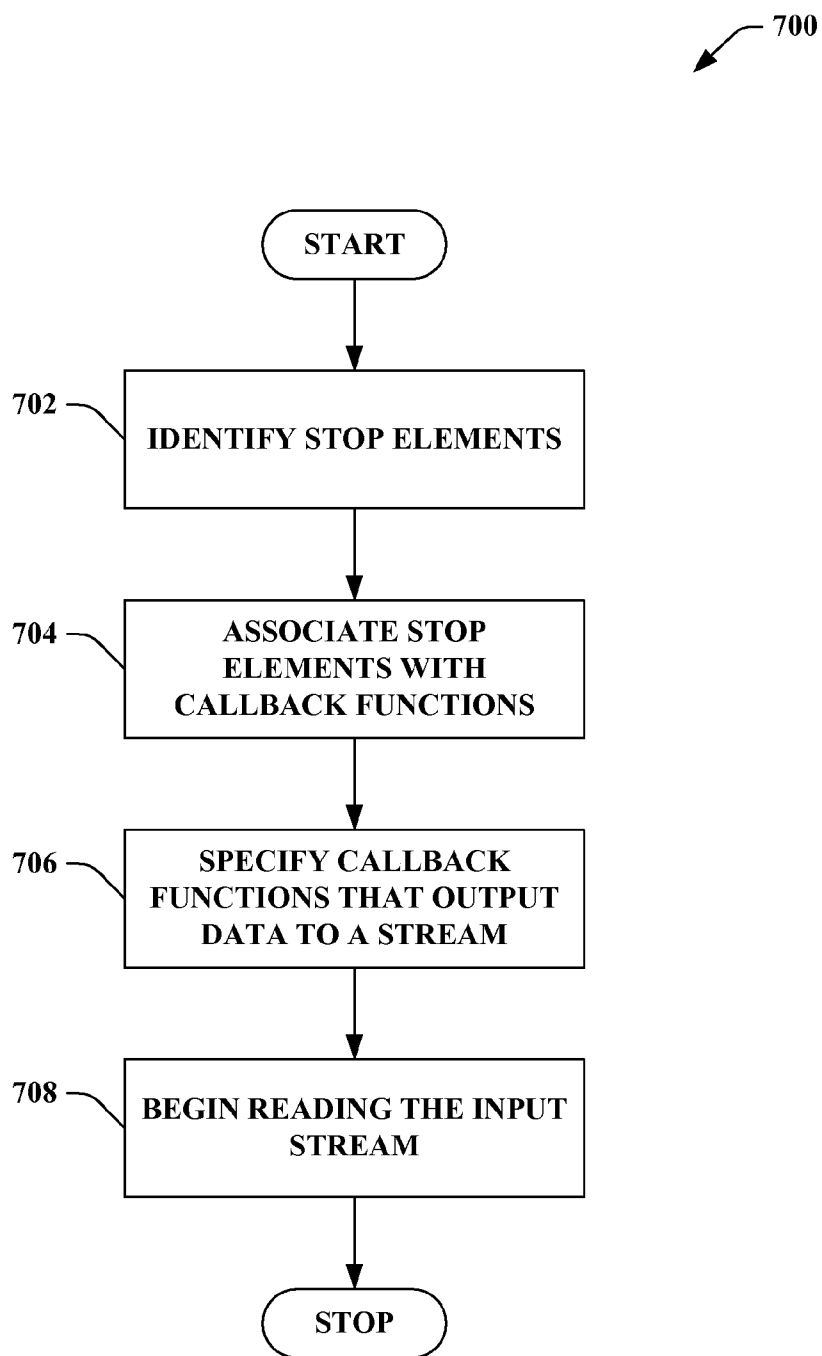 700
START
702
IDENTIFY STOP ELEMENTS
704
ASSOCIATE STOP
ELEMENTS WITH
CALLBACK FUNCTIONS
706
SPECIFY CALLBACK
FUNCTIONS THAT OUTPUT
DATA TO A STREAM
708
BEGIN READING THE INPUT
STREAM
STOP